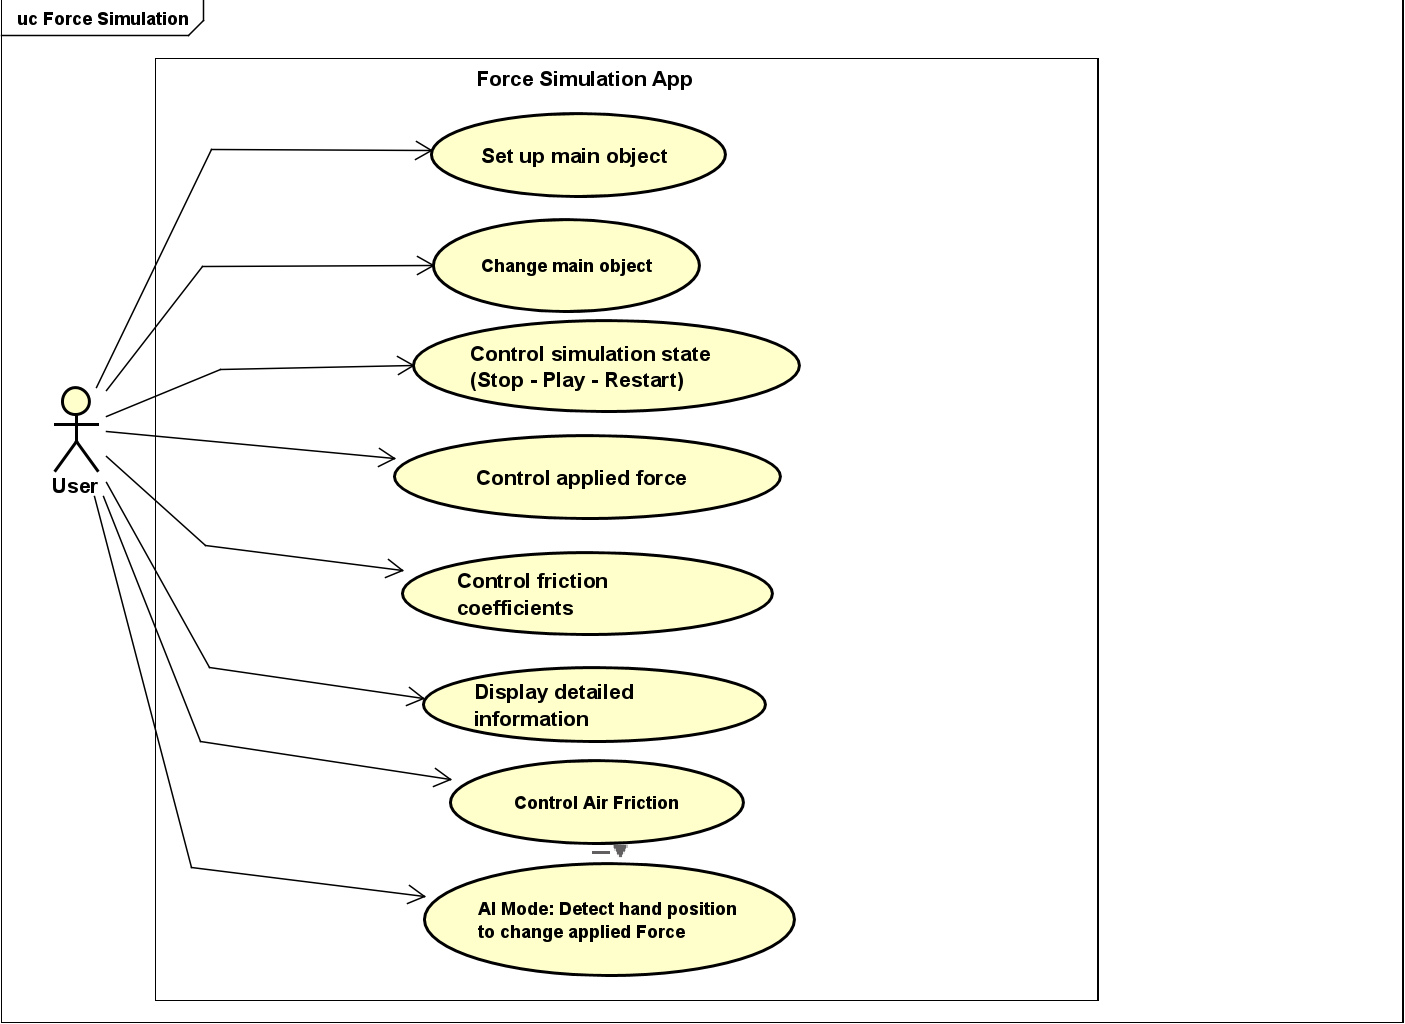 uc Force Simulation
Force Simulation App
Set up main object
Change main object
Control simulation state
(Stop - Play - Restart)
Control applied force
User
Control friction
coefficients
Display detailed
information
Control Air Friction
AI Mode: Detect hand position
to change applied Force